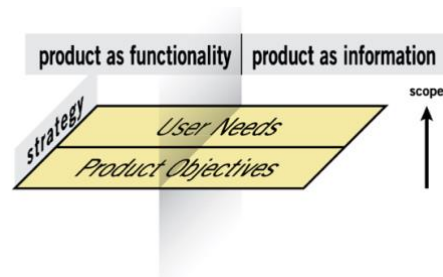 product as functionality product as information
scope
strategy
User Needs
Product Objectives